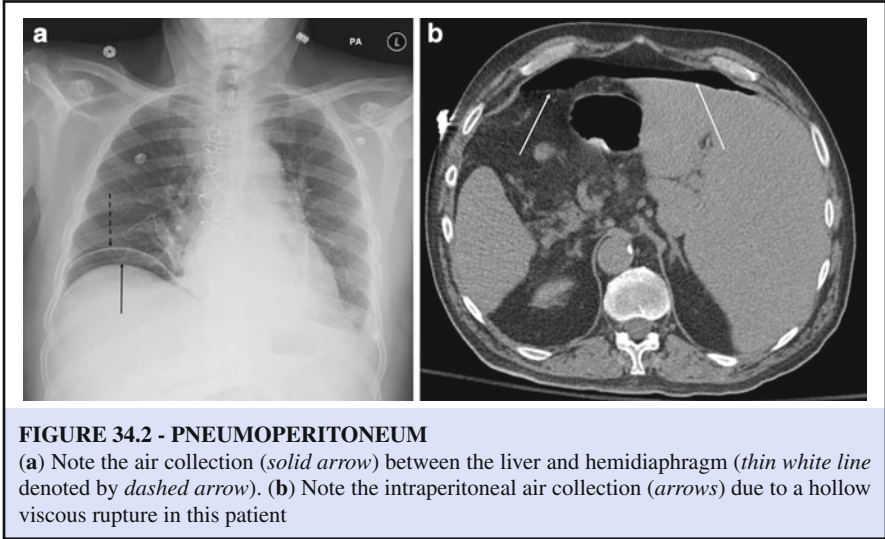 a
PA
L
b
FIGURE 34.2 - PNEUMOPERITONEUM
(a) Note the air collection (solid arrow) between the liver and hemidiaphragm (thin white line
denoted by dashed arrow). (b) Note the intraperitoneal air collection (arrows) due to a hollow
viscous rupture in this patient